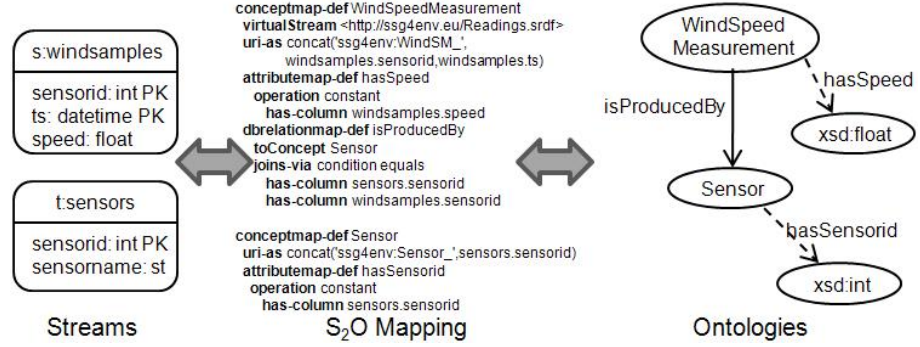 s:windsamples
sensorid: int PK
ts: datetime PK
speed: float
t:sensors
sensorid: int PK
sensorname: st
Streams
conceptmap-def WindSpeedMeasurement
virtualStream <http://ssg4env.eu/Readings.srdf>
uri-as concat('ssg4env:WindSM_',
windsamples.sensorid,windsamples.ts)
attributemap-def hasSpeed
operation constant
has-column windsamples.speed
dbrelationmap-def isProducedBy
toConcept Sensor
joins-via condition equals
has-column sensors.sensorid
has-column windsamples.sensorid
conceptmap-def Sensor
uri-as concat('ssg4env:Sensor_',sensors.sensorid)
attributemap-def hasSensorid
operation constant
has-column sensors.sensorid
S2O Mapping
WindSpeed
Measurement
hasSpeed
isProducedBy
xsd:float
Sensor
hasSensorid
xsd:int
Ontologies